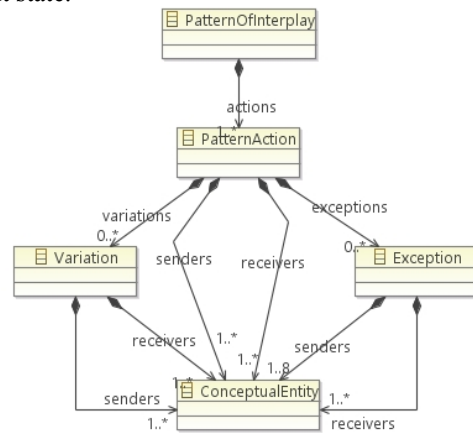 PatternOfInterplay
actions
1..*
PatternAction
variations
0..*
exceptions
0..*
senders
receivers
Variation
Exception
receivers
1..*
1..*
1..8
senders
1..*
ConceptualEntity
senders
1..*
1..*
receivers